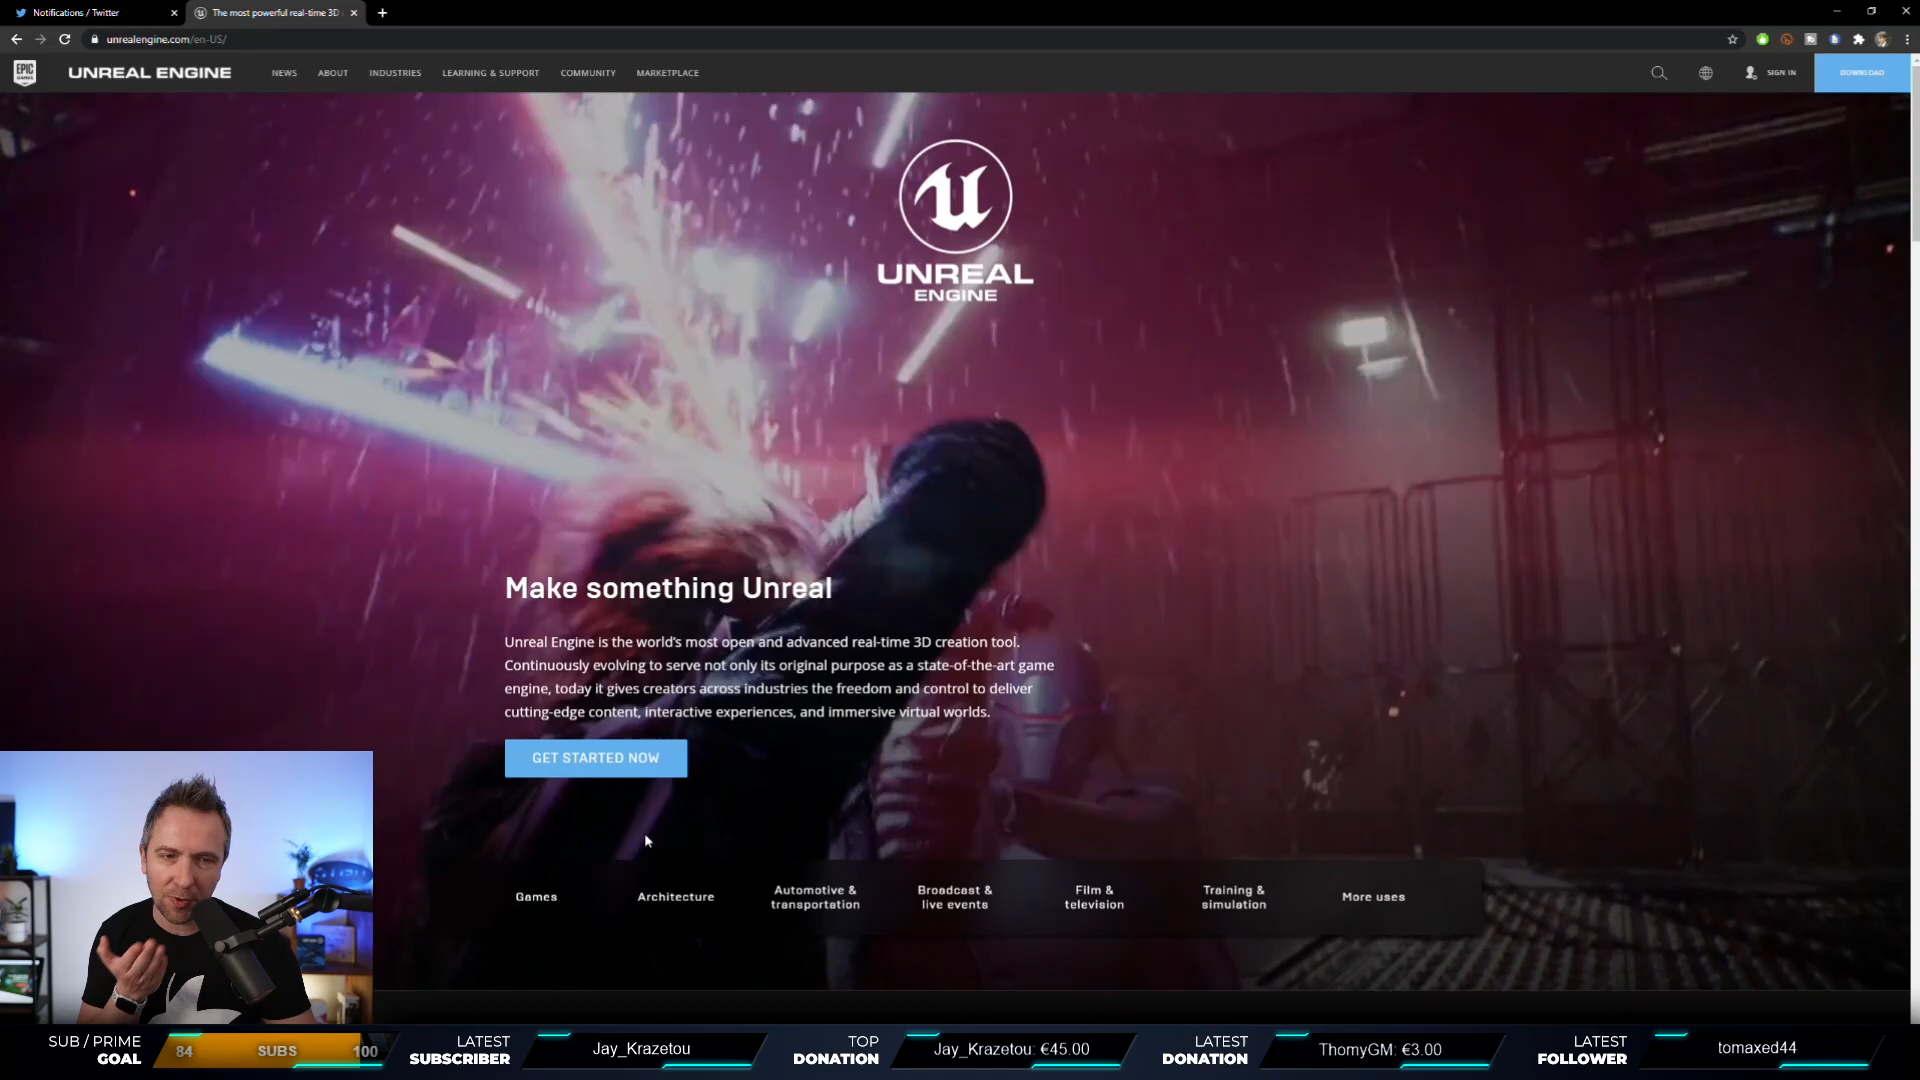 Notifications / Twitter
The most powerful real-time 3D
unrealengine.com/en-US/
EPIC GAMES
UNREAL ENGINE
NEWS
ABOUT
INDUSTRIES
LEARNING & SUPPORT
COMMUNITY
MARKETPLACE
SIGN IN
DOWNLOAD
UNREAL
ENGINE
Make something Unreal
Unreal Engine is the world's most open and advanced real-time 3D creation tool.
Continuously evolving to serve not only its original purpose as a state-of-the-art game
engine, today it gives creators across industries the freedom and control to deliver
cutting-edge content, interactive experiences, and immersive virtual worlds.
GET STARTED NOW
Games
Architecture
Automotive &
transportation
Broadcast &
live events
Film &
television
Training &
simulation
More uses
SUB / PRIME
GOAL
84 SUBS 100
LATEST
SUBSCRIBER
Jay_Krazetou
TOP
DONATION
Jay_Krazetou: €45.00
LATEST
DONATION
ThomyGM: €3.00
LATEST
FOLLOWER
tomaxed44